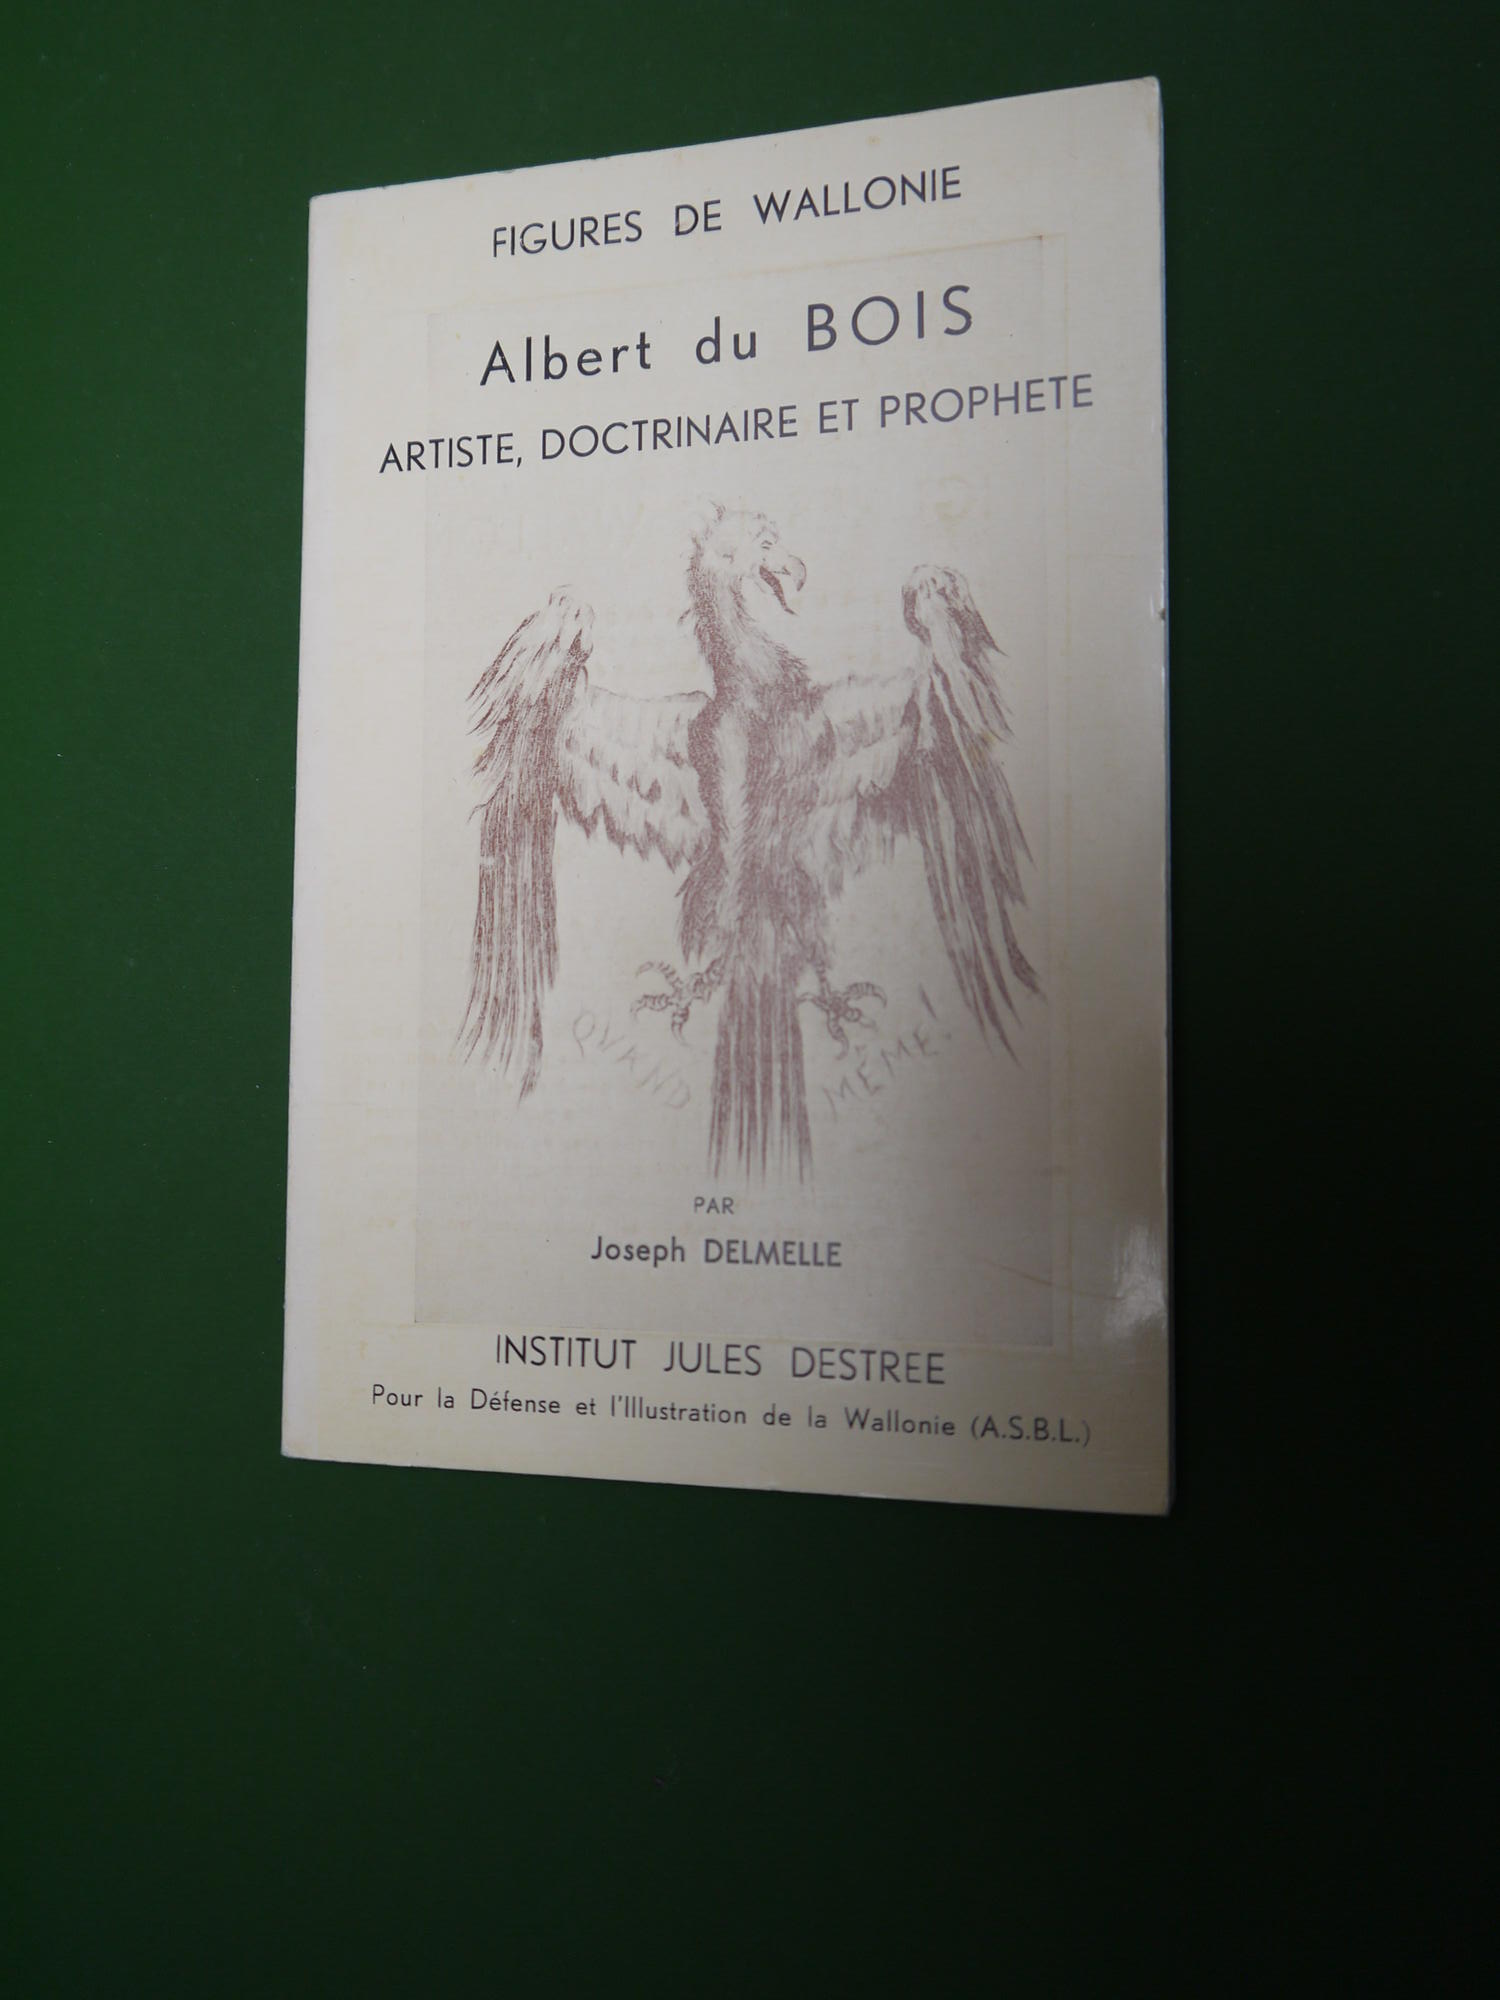 FIGURES DE WALLONIE
Albert du BOIS
ARTISTE, DOCTRINAIRE ET PROPHETE
QUAND MÊME!
PAR
Joseph DELMELLE
INSTITUT JULES DESTREE
Pour la Défense et l'Illustration de la Wallonie (A.S.B.L.)